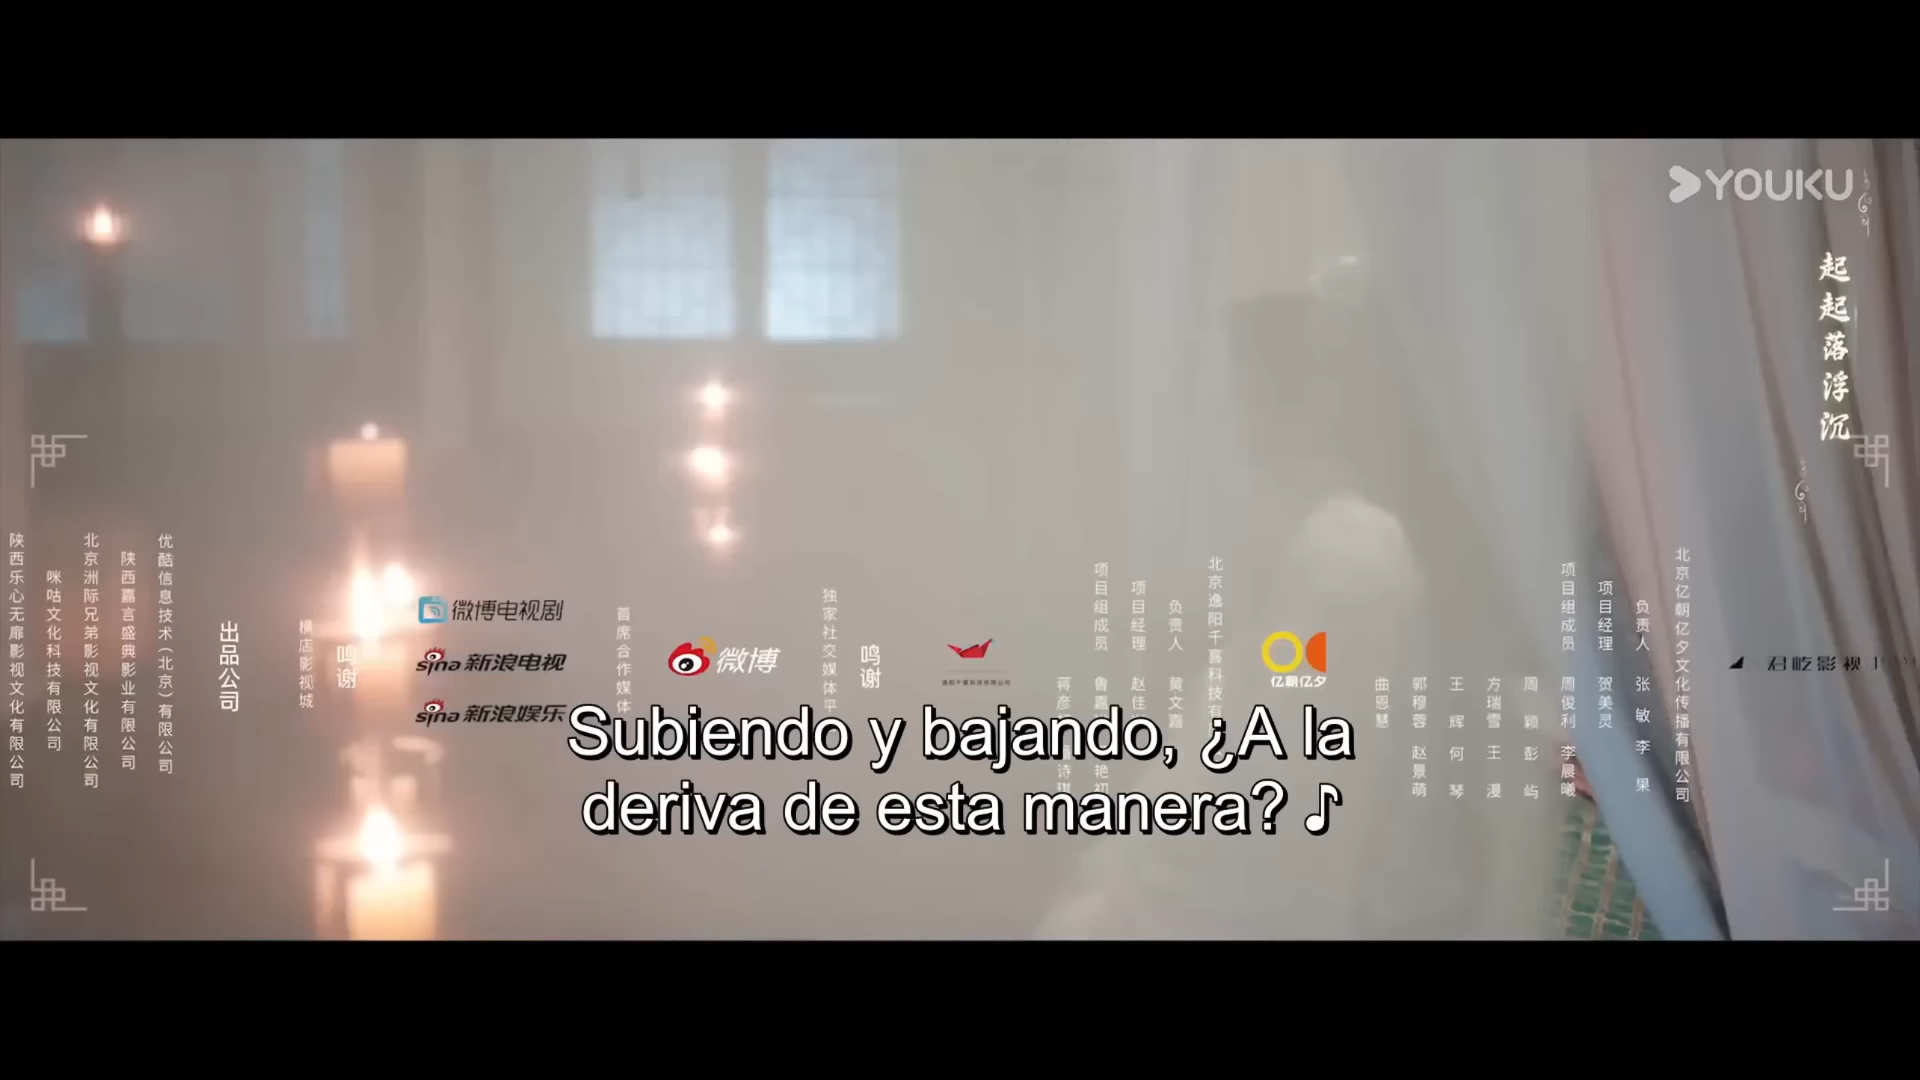 YOUKU
起起落浮沉
北京亿朝亿夕文化传播有限公司
负责人 张敏 李果
项目经理 贺美灵
项目组成员 周俊利 李晨曦
周颖 彭屿
方瑞雪 王漫
王辉 何琴
郭穆蓉 赵景萌
曲恩慧
亿朝亿夕
北京逸阳千喜科技有
负责人 黄文嘉
项目经理 赵佳
项目组成员 鲁嘉
蒋彦
鸣谢
独家社交媒体平
微博
首席合作媒体
微博电视剧
sina 新浪电视
sina 新浪娱乐
鸣谢
横店影视城
出品公司
优酷信息技术（北京）有限公司
陕西嘉言盛典影业有限公司
北京洲际兄弟影视文化有限公司
咪咕文化科技有限公司
陕西乐心无扉影视文化有限公司
君屹影视
Subiendo y bajando, ¿A la
deriva de esta manera? ♪